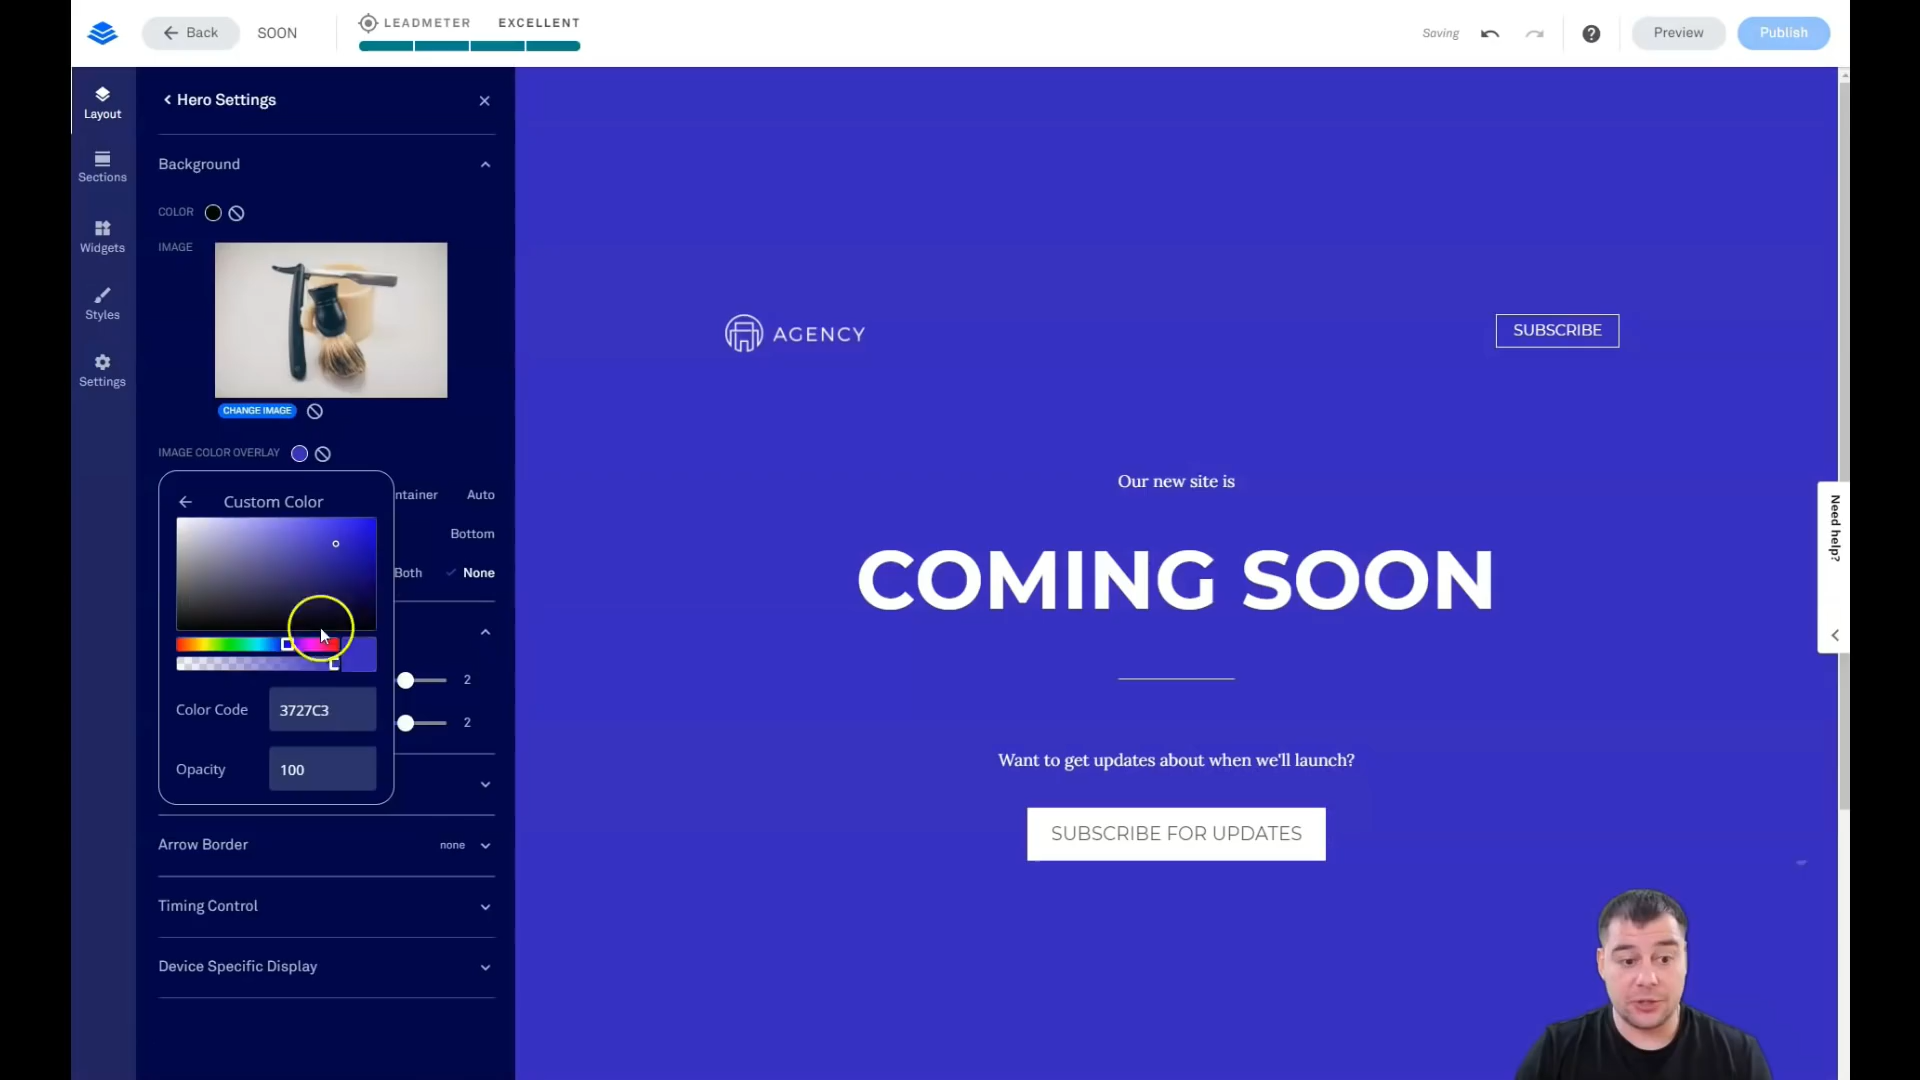 Back
SOON
LEADMETER EXCELLENT
Saving
Preview
Publish
Layout
Sections
Widgets
Styles
Settings
Hero Settings
Background
COLOR
IMAGE
CHANGE IMAGE
IMAGE COLOR OVERLAY
Custom Color
ntainer Auto
Bottom
Both None
2
2
Color Code 3727C3
Opacity 100
Arrow Border none
Timing Control
Device Specific Display
AGENCY
SUBSCRIBE
Our new site is
COMING SOON
Want to get updates about when we'll launch?
SUBSCRIBE FOR UPDATES
Need help?